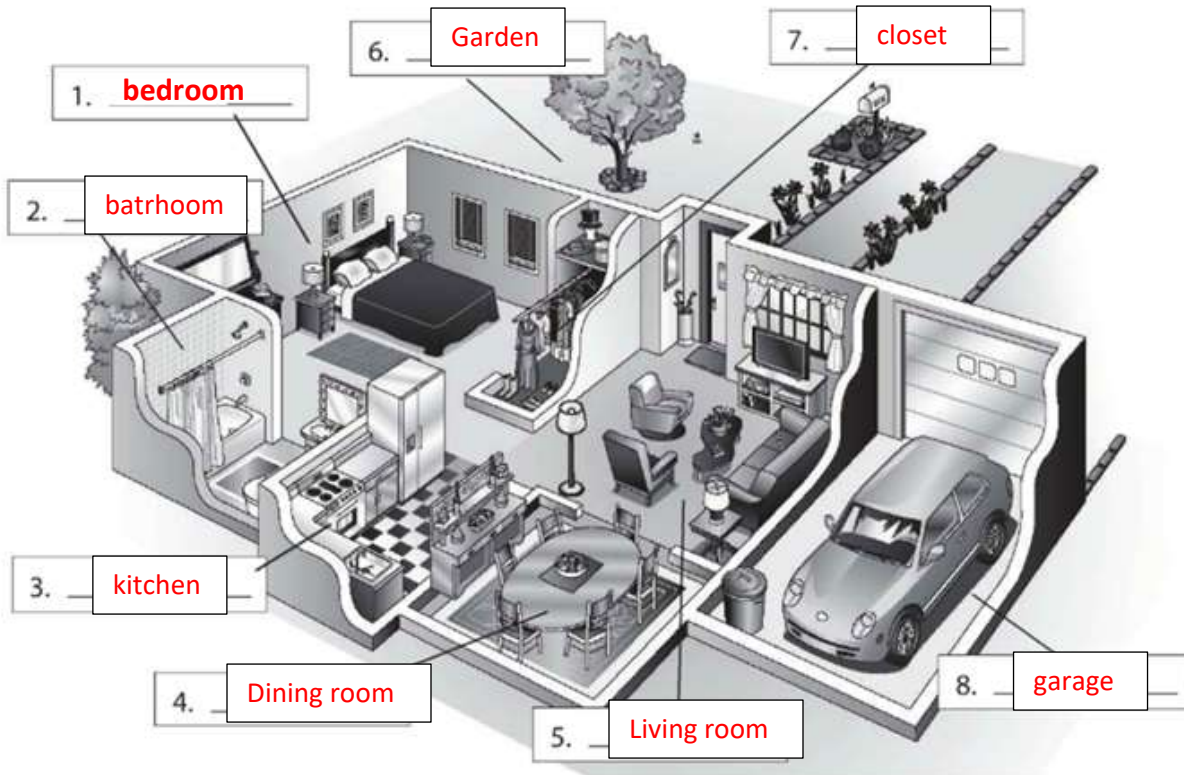 1. bedroom
2. batrhoom
3. kitchen
4. Dining room
5. Living room
6. Garden
7. closet
8. garage